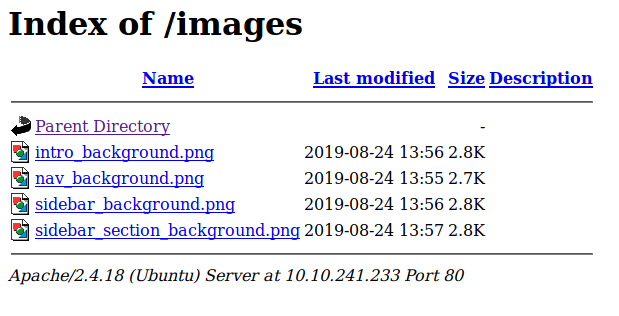 Index of /images
Name Last modified Size Description
Parent Directory -
intro_background.png 2019-08-24 13:56 2.8K
nav_background.png 2019-08-24 13:55 2.7K
sidebar_background.png 2019-08-24 13:56 2.8K
sidebar_section_background.png 2019-08-24 13:57 2.8K
Apache/2.4.18 (Ubuntu) Server at 10.10.241.233 Port 80